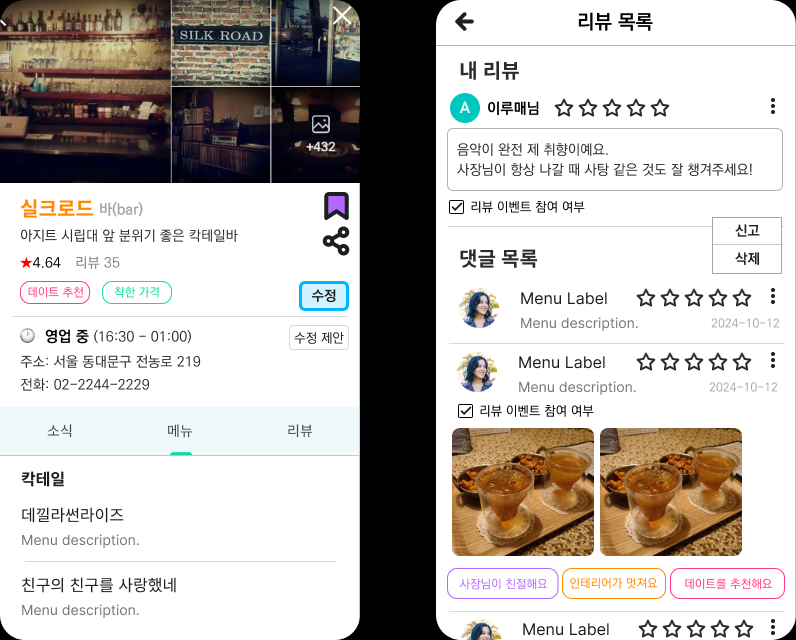 SILK ROAD
+432
실크로드 바(bar)
아지트 시립대 앞 분위기 좋은 칵테일바
★4.64 리뷰 35
데이트 추천 착한 가격
수정
영업 중 (16:30 - 01:00)
수정 제안
주소: 서울 동대문구 전농로 219
전화: 02-2244-2229
소식 메뉴 리뷰
칵테일
데낄라썬라이즈
Menu description.
친구의 친구를 사랑했네
Menu description.
리뷰 목록
내 리뷰
A 이루매님
음악이 완전 제 취향이예요.
사장님이 항상 나갈 때 사탕 같은 것도 잘 챙겨주세요!
리뷰 이벤트 참여 여부
신고
삭제
댓글 목록
Menu Label
Menu description. 2024-10-12
Menu Label
Menu description. 2024-10-12
리뷰 이벤트 참여 여부
사장님이 친절해요 인테리어가 멋져요 데이트를 추천해요
Menu Label